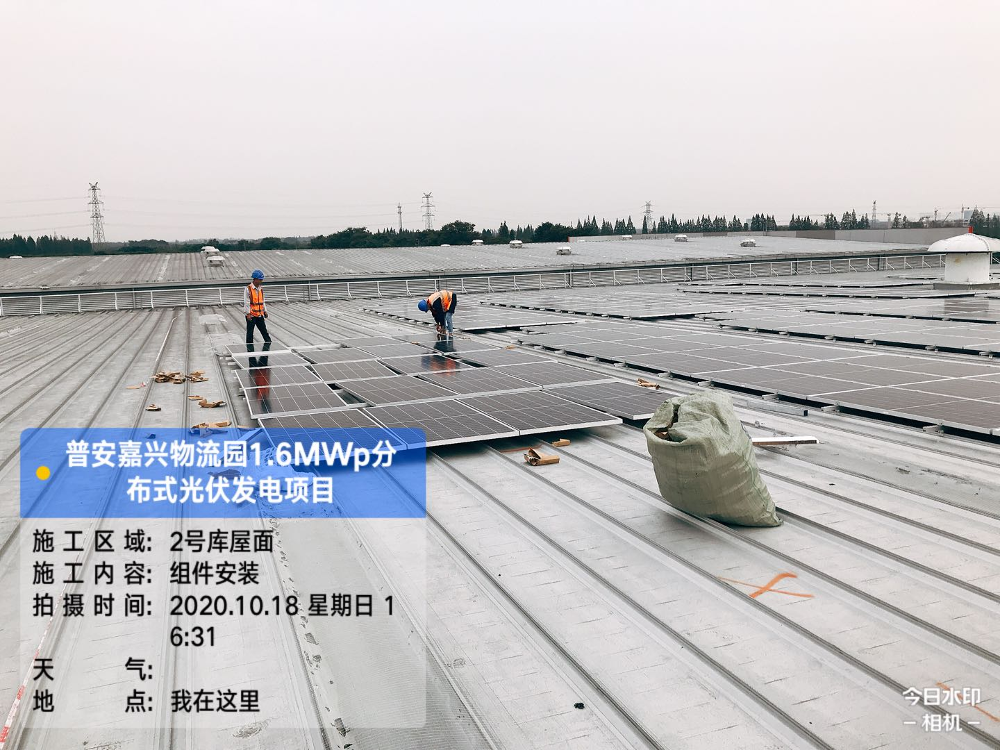 普安嘉兴物流园1.6MWp分
布式光伏发电项目
施工区域: 2号库屋面
施工内容: 组件安装
拍摄时间: 2020.10.18 星期日 1
6:31
天气:
地点: 我在这里
今日水印
相机